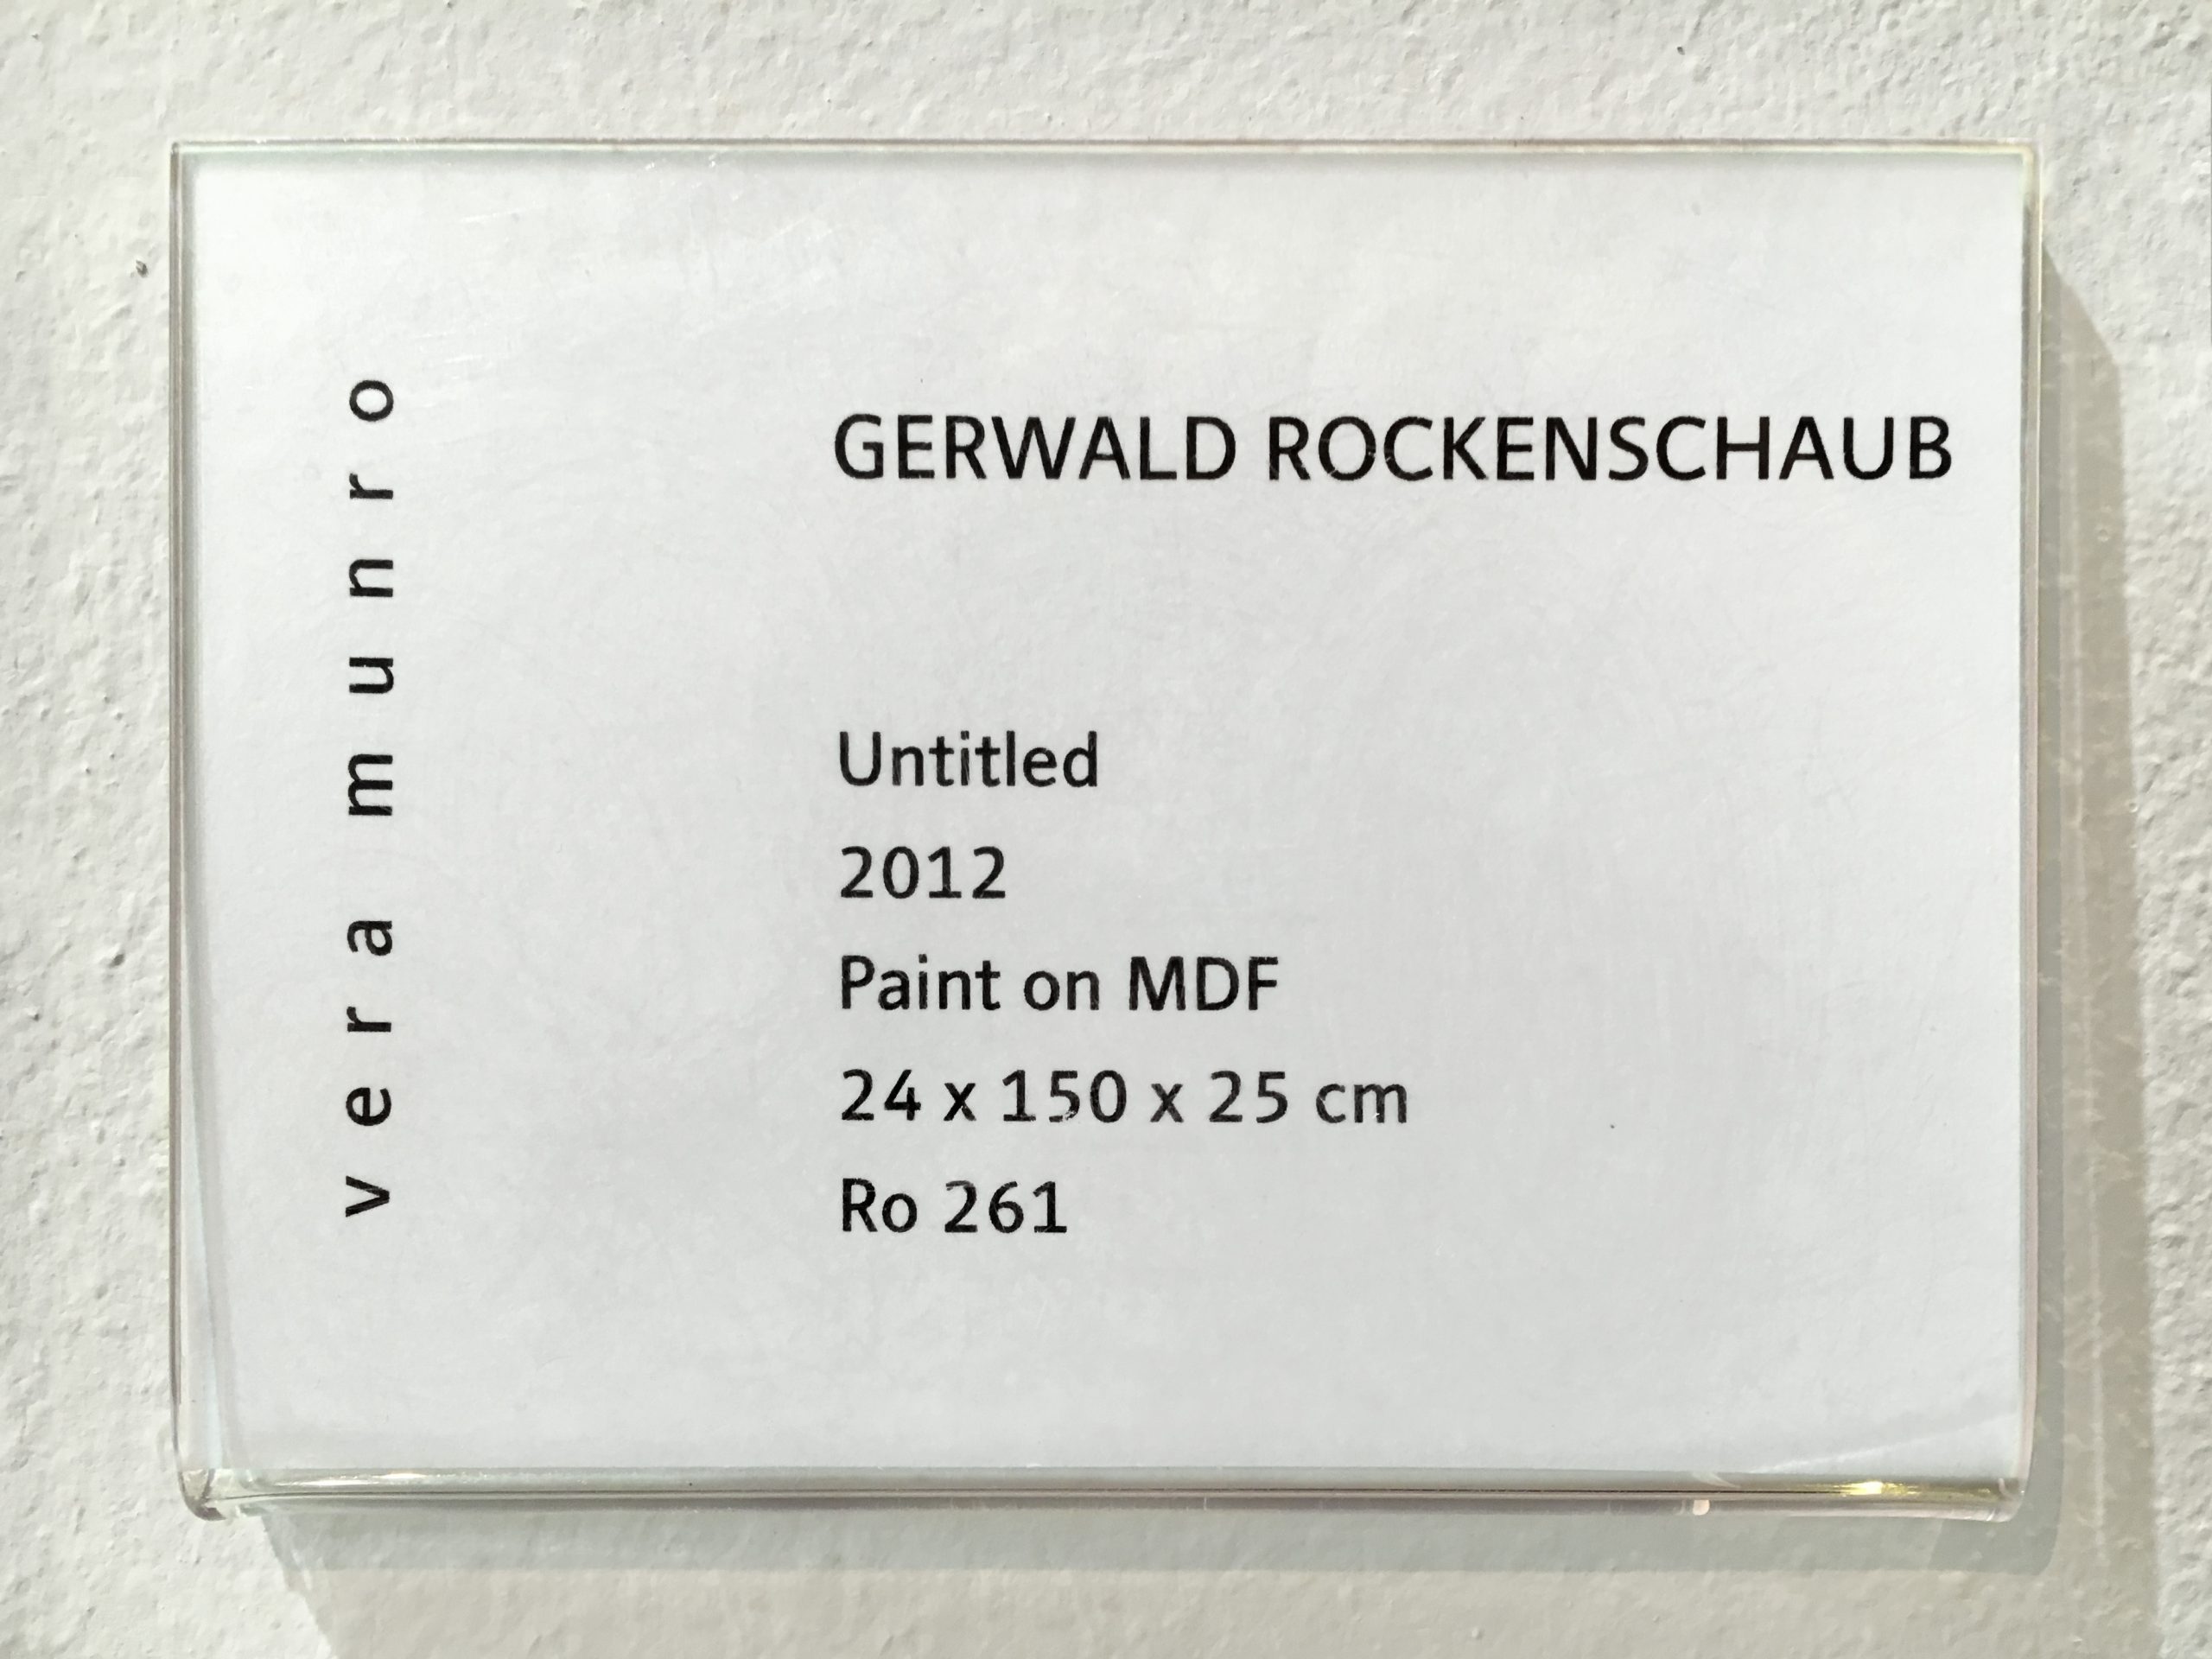 vera munro
GERWALD ROCKENSCHAUB
Untitled
2012
Paint on MDF
24 x 150 x 25 cm
Ro 261